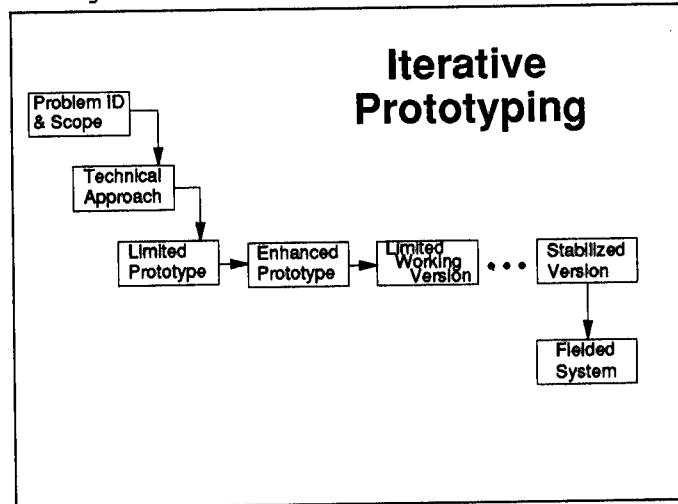 Iterative
Prototyping
Problem ID
& Scope
Technical
Approach
Limited
Prototype
Enhanced
Prototype
Limited
Working
Version
Stabilized
Version
Fielded
System